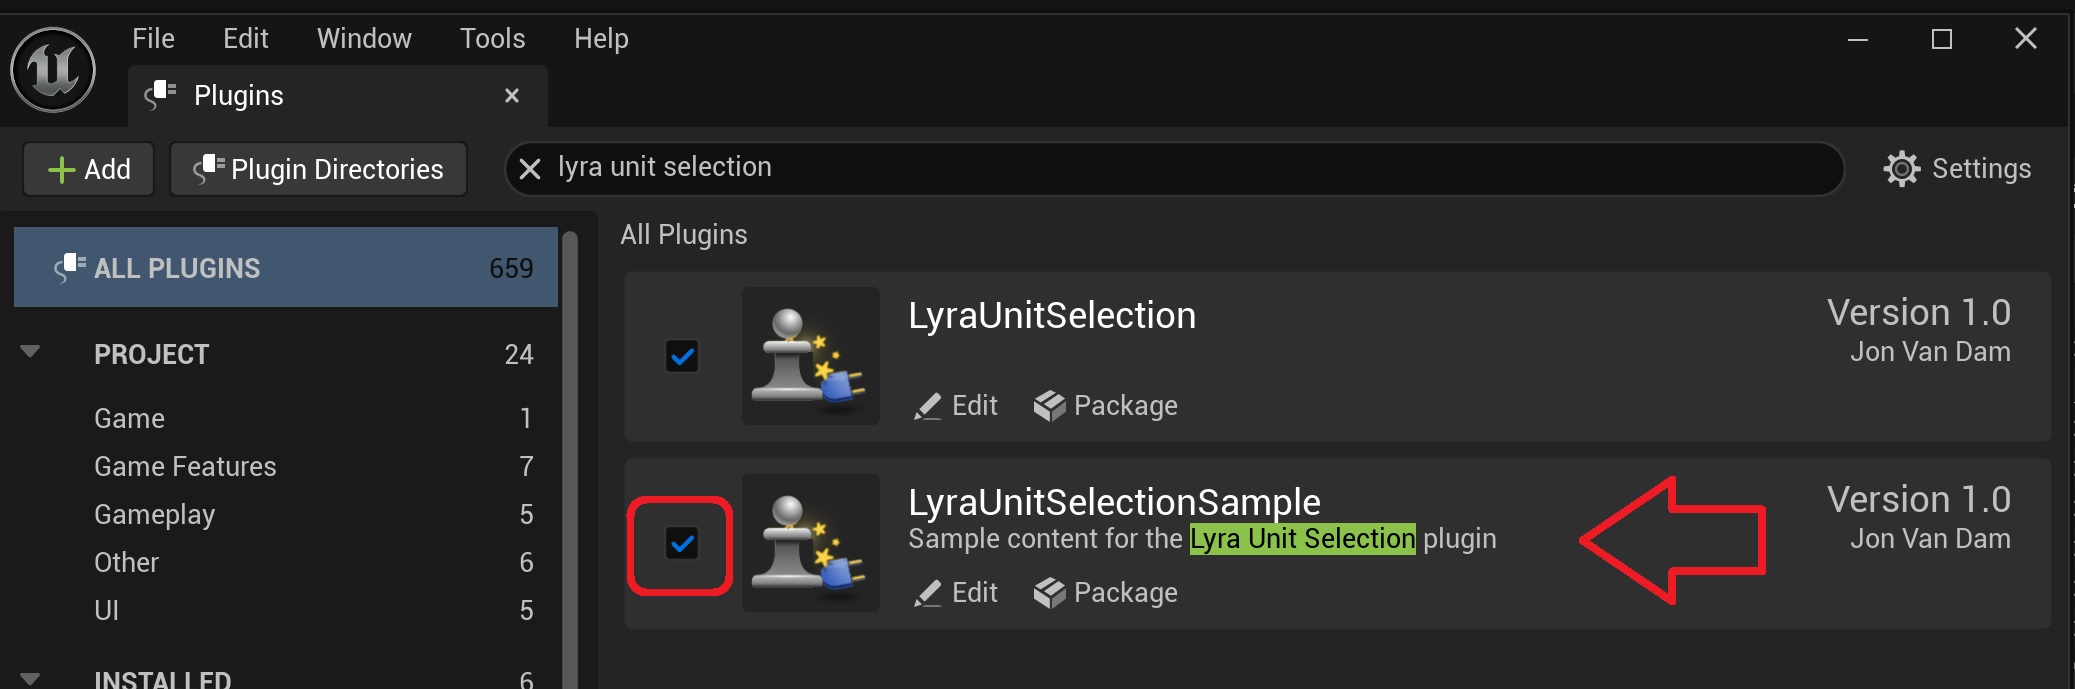 File Edit Window Tools Help
Plugins
Add Plugin Directories lyra unit selection Settings
ALL PLUGINS 659
PROJECT 24
Game 1
Game Features 7
Gameplay 5
Other 6
UI 5
INSTALLED 6
All Plugins
LyraUnitSelection Version 1.0
Jon Van Dam
Edit Package
LyraUnitSelectionSample Version 1.0
Sample content for the Lyra Unit Selection plugin Jon Van Dam
Edit Package